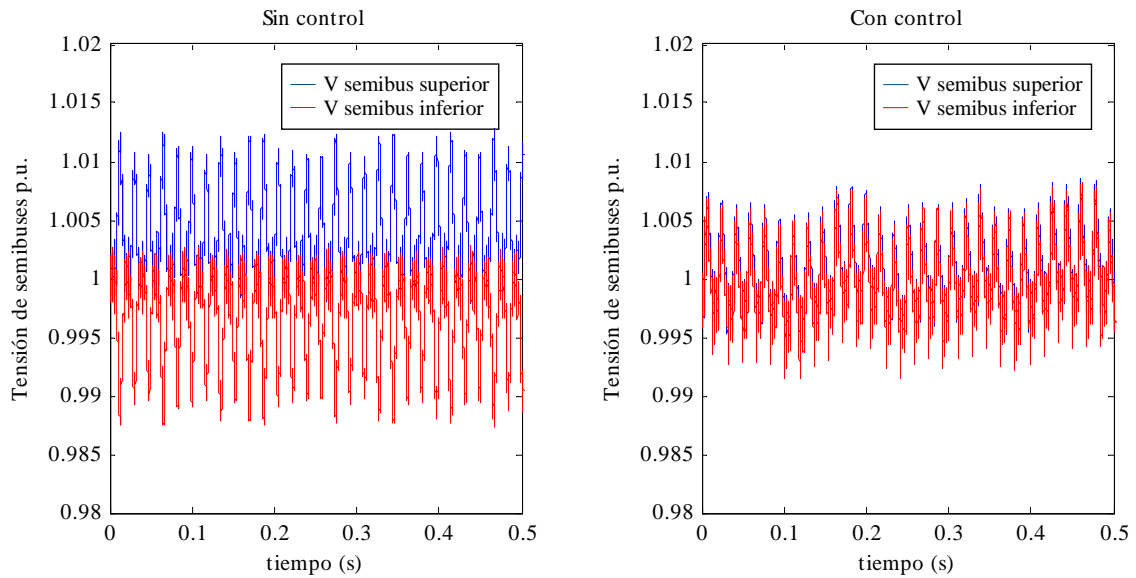 Sin control
Tensión de semibuses p.u.
1.02
1.015
1.01
1.005
1
0.995
0.99
0.985
0.98
V semibus superior
V semibus inferior
0 0.1 0.2 0.3 0.4 0.5
tiempo (s)
Con control
Tensión de semibuses p.u.
1.02
1.015
1.01
1.005
1
0.995
0.99
0.985
0.98
V semibus superior
V semibus inferior
0 0.1 0.2 0.3 0.4 0.5
tiempo (s)